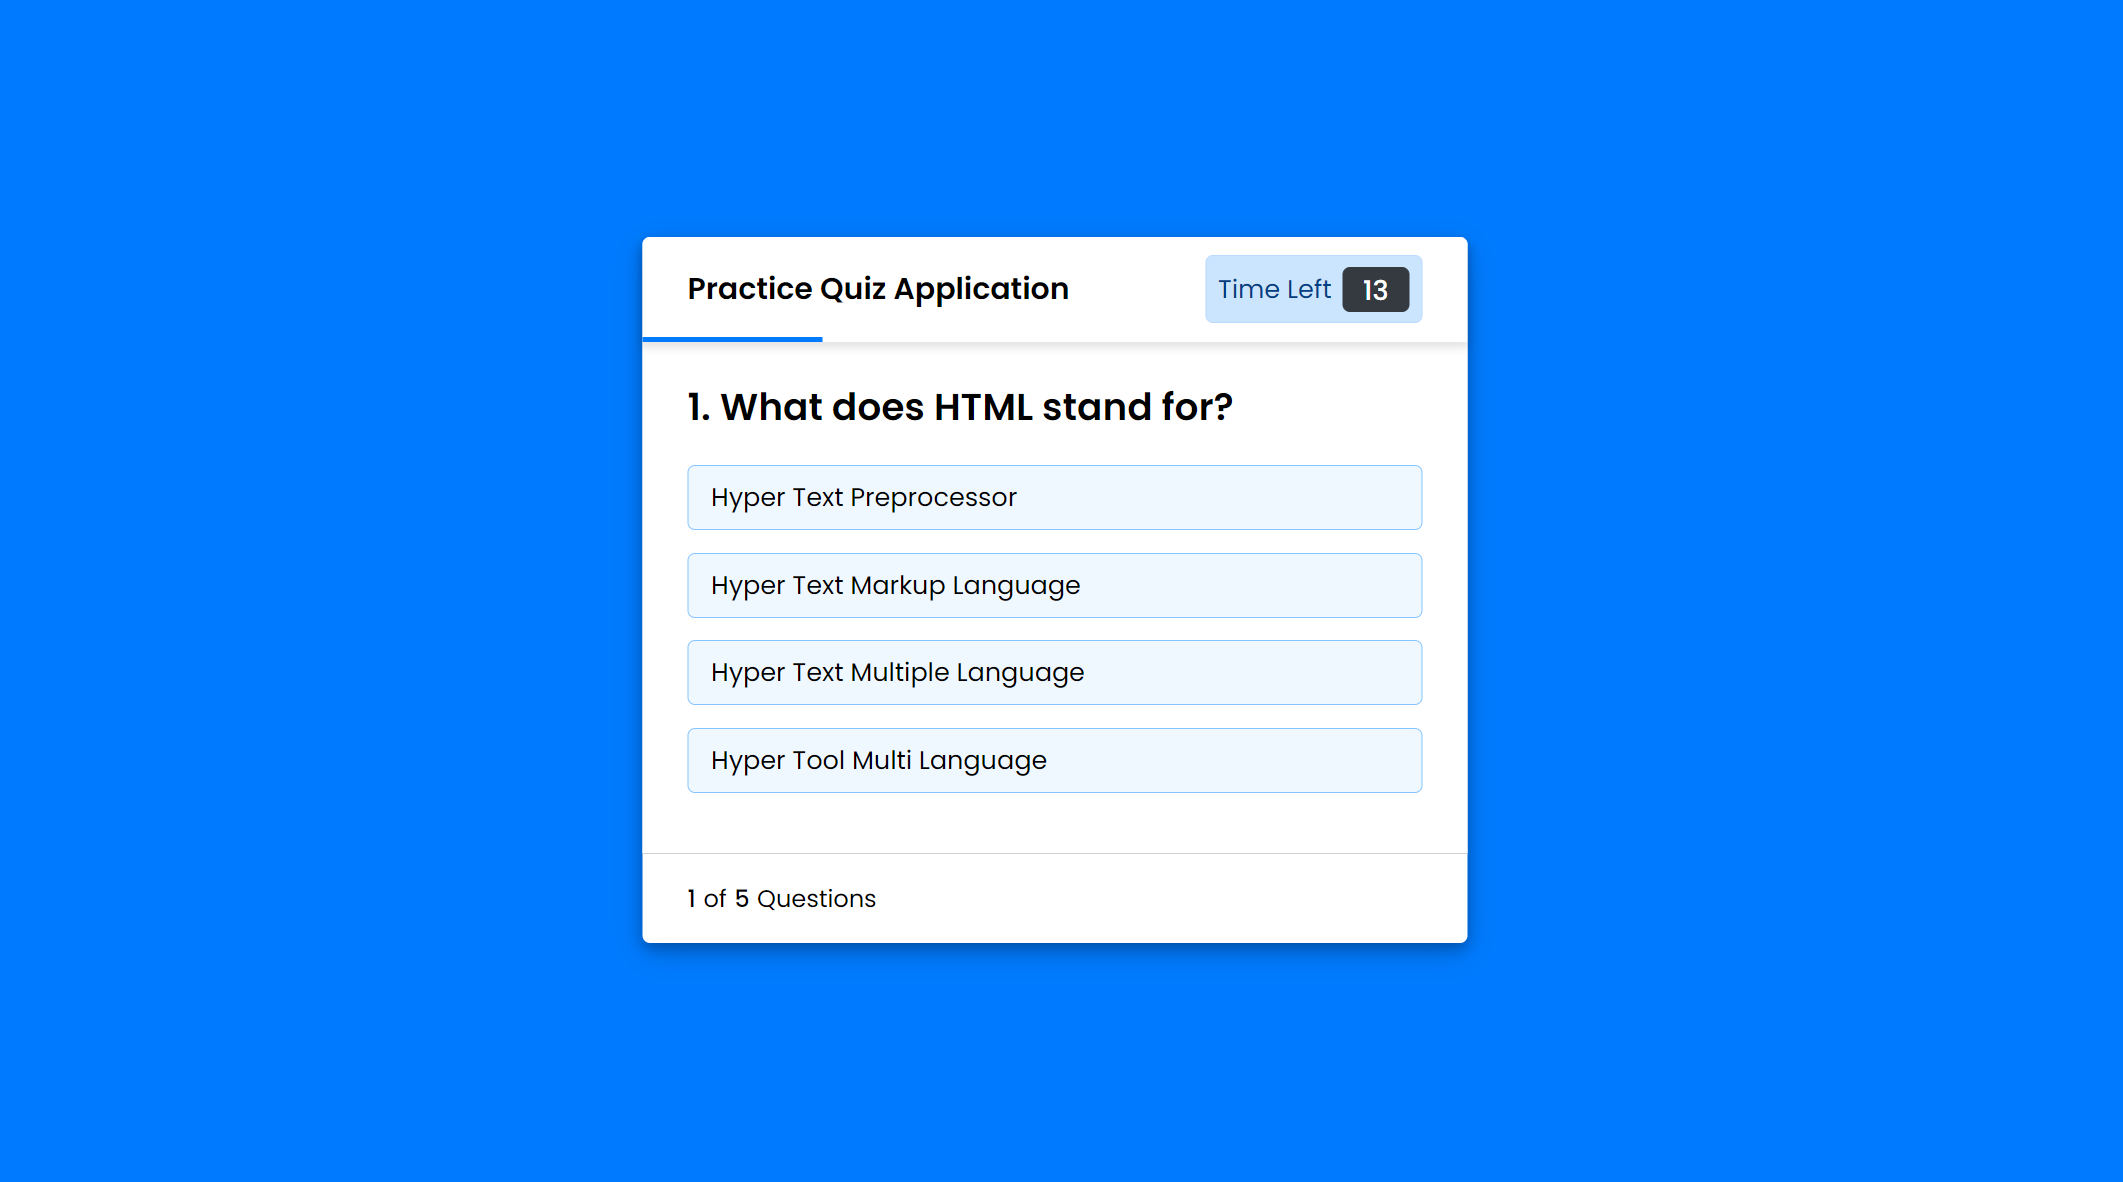 Practice Quiz Application
Time Left 13
1. What does HTML stand for?
Hyper Text Preprocessor
Hyper Text Markup Language
Hyper Text Multiple Language
Hyper Tool Multi Language
1 of 5 Questions